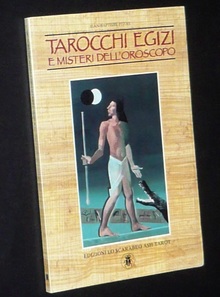 TAROCCHI EGIZI
E MISTERI DELL'OROSCOPO
EDIZIONI LO SCARABEO